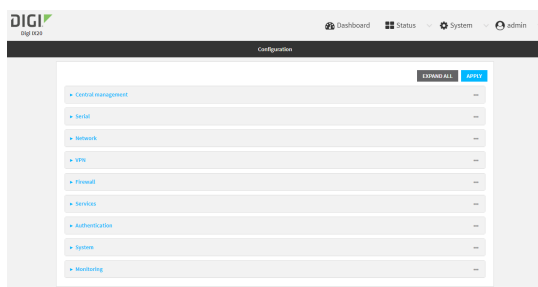 DIGI
Digi IX20
Dashboard Status System admin
Configuration
EXPAND ALL APPLY
Central management
Serial
Network
VPN
Firewall
Services
Authentication
System
Monitoring